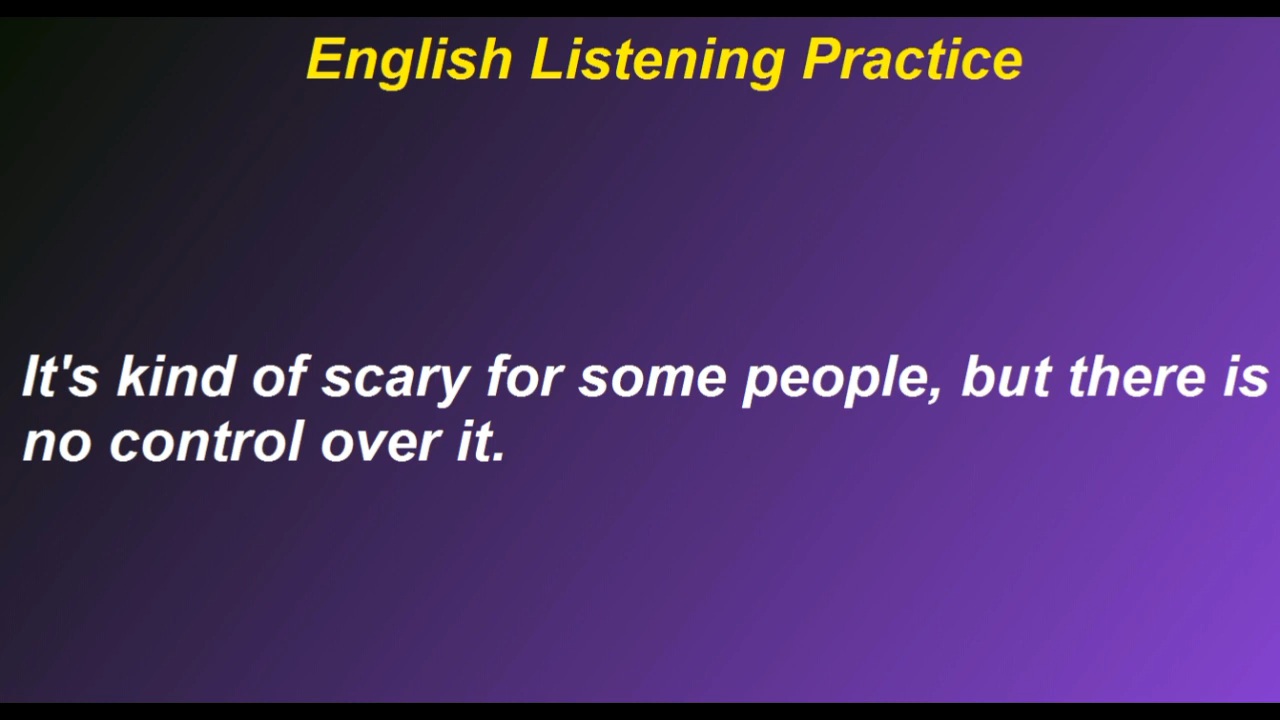 English Listening Practice
It's kind of scary for some people, but there is
no control over it.